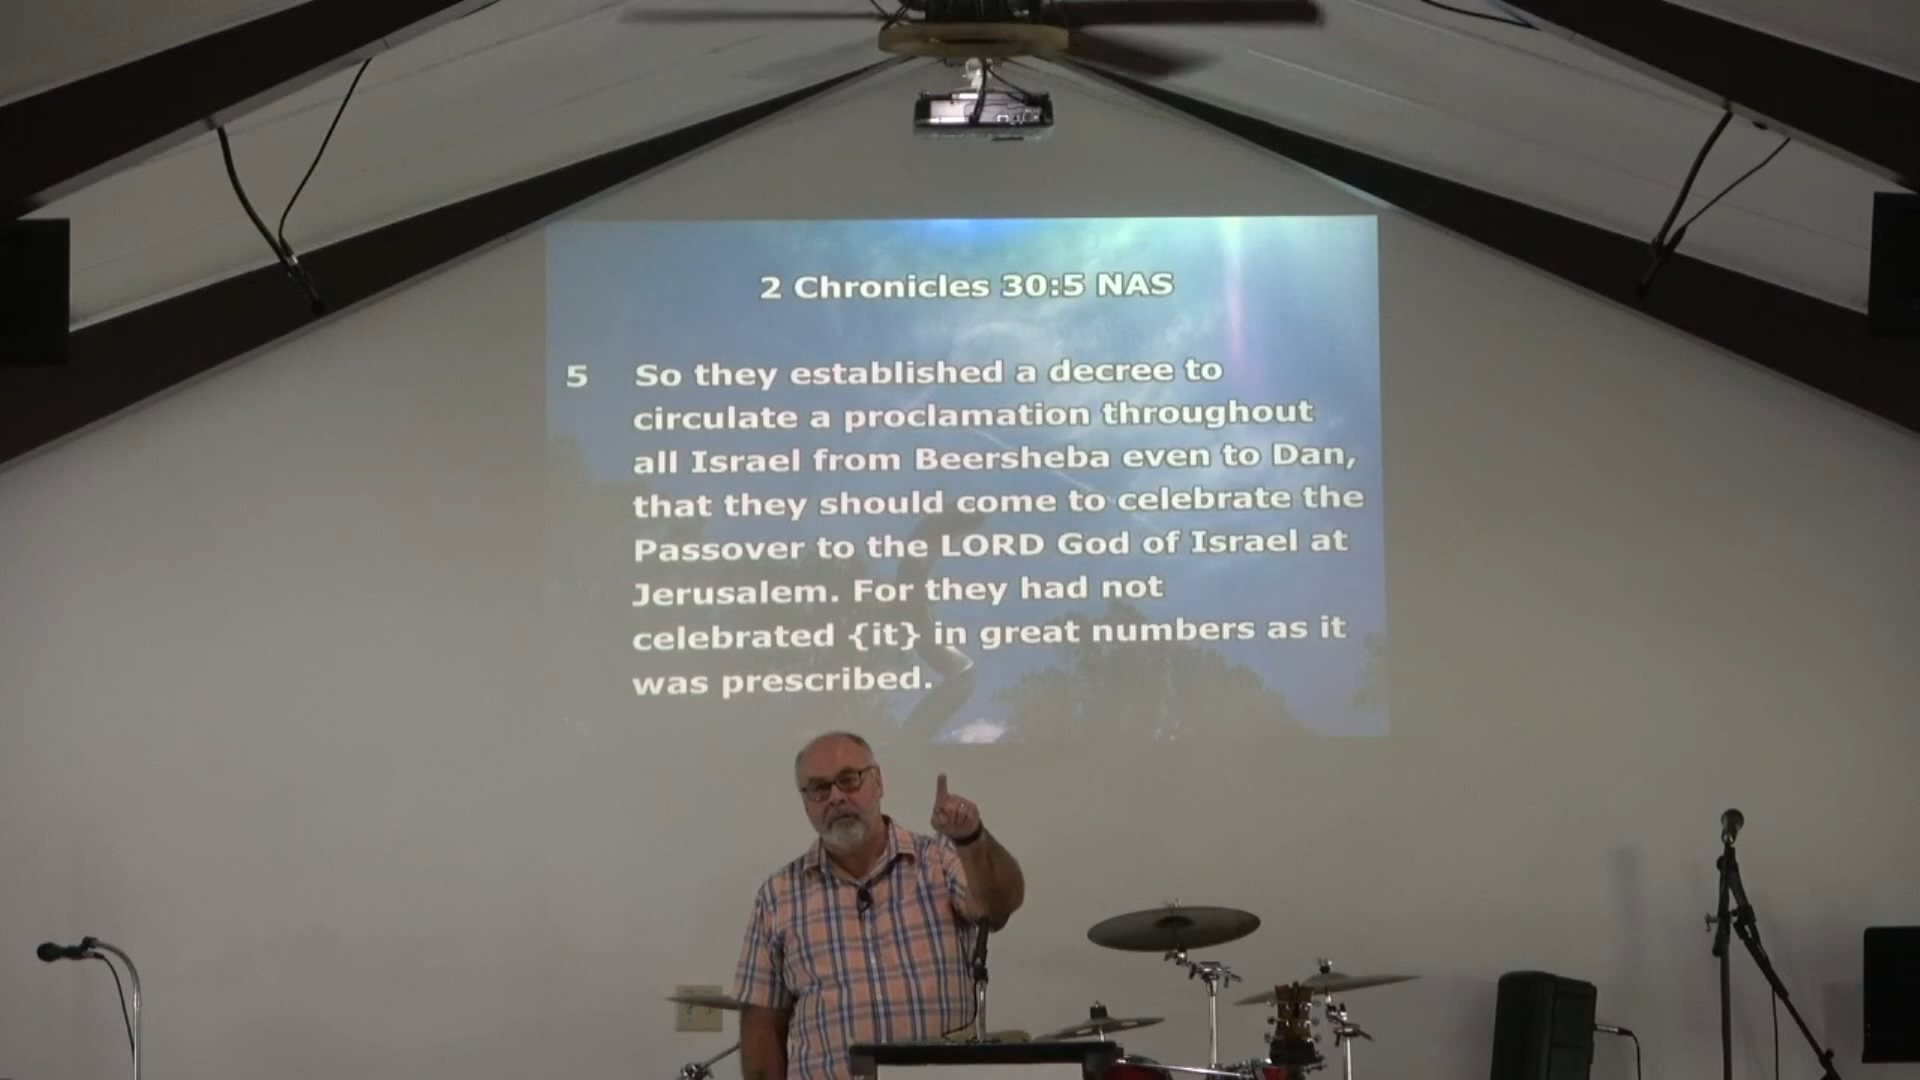 2 Chronicles 30:5 NAS
5 So they established a decree to
circulate a proclamation throughout
all Israel from Beersheba even to Dan,
that they should come to celebrate the
Passover to the LORD God of Israel at
Jerusalem. For they had not
celebrated {it} in great numbers as it
was prescribed.